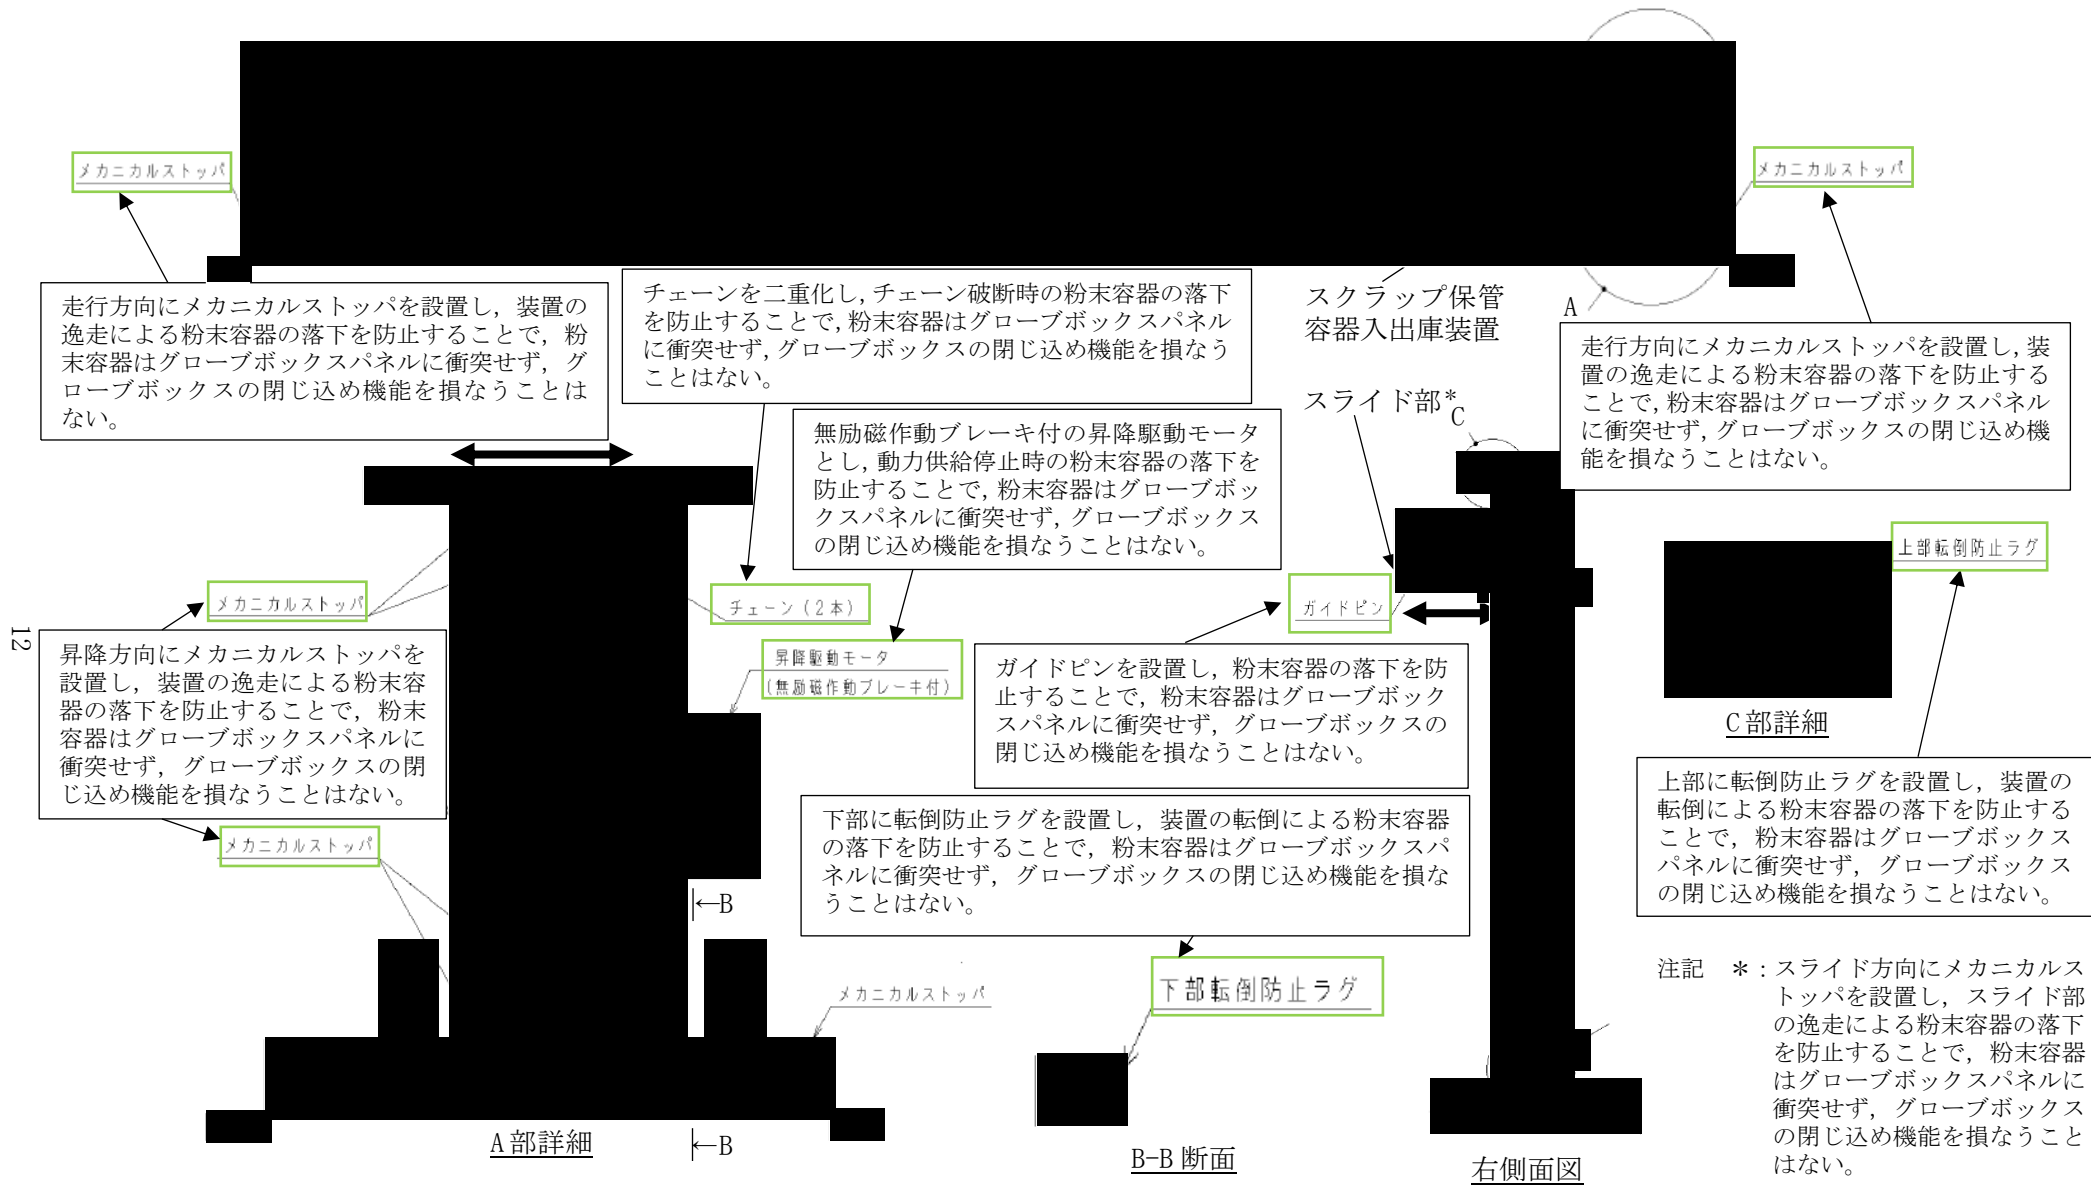 メカニカルストッパ
メカニカルストッパ
走行方向にメカニカルストッパを設置し，装置の
逸走による粉末容器の落下を防止することで，粉
末容器はグローブボックスパネルに衝突せず，グ
ローブボックスの閉じ込め機能を損なうことは
ない。
チェーンを二重化し，チェーン破断時の粉末容器の落下
を防止することで，粉末容器はグローブボックスパネル
に衝突せず，グローブボックスの閉じ込め機能を損なう
ことはない。
スクラップ保管
容器入出庫装置
A
走行方向にメカニカルストッパを設置し，装
置の逸走による粉末容器の落下を防止する
ことで，粉末容器はグローブボックスパネル
に衝突せず，グローブボックスの閉じ込め機
能を損なうことはない。
スライド部*
C
無励磁作動ブレーキ付の昇降駆動モータ
とし，動力供給停止時の粉末容器の落下を
防止することで，粉末容器はグローブボッ
クスパネルに衝突せず，グローブボックス
の閉じ込め機能を損なうことはない。
上部転倒防止ラグ
メカニカルストッパ
チェーン（２本）
ガイドピン
12
昇降方向にメカニカルストッパを
設置し，装置の逸走による粉末容
器の落下を防止することで，粉末
容器はグローブボックスパネルに
衝突せず，グローブボックスの閉
じ込め機能を損なうことはない。
昇降駆動モータ
(無励磁作動ブレーキ付)
ガイドピンを設置し，粉末容器の落下を防
止することで，粉末容器はグローブボック
スパネルに衝突せず，グローブボックスの
閉じ込め機能を損なうことはない。
C部詳細
上部に転倒防止ラグを設置し，装置の
転倒による粉末容器の落下を防止する
ことで，粉末容器はグローブボックス
パネルに衝突せず，グローブボックス
の閉じ込め機能を損なうことはない。
メカニカルストッパ
下部に転倒防止ラグを設置し，装置の転倒による粉末容器
の落下を防止することで，粉末容器はグローブボックスパ
ネルに衝突せず，グローブボックスの閉じ込め機能を損な
うことはない。
|←B
メカニカルストッパ
下部転倒防止ラグ
注記　＊：スライド方向にメカニカルス
トッパを設置し，スライド部
の逸走による粉末容器の落下
を防止することで，粉末容器
はグローブボックスパネルに
衝突せず，グローブボックス
の閉じ込め機能を損なうこと
はない。
A部詳細
|←B
B-B断面
右側面図